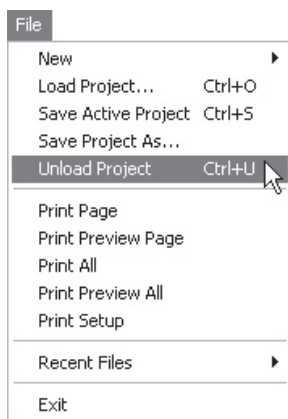 File
New
Load Project... Ctrl+O
Save Active Project Ctrl+S
Save Project As...
Unload Project Ctrl+U
Print Page
Print Preview Page
Print All
Print Preview All
Print Setup
Recent Files
Exit